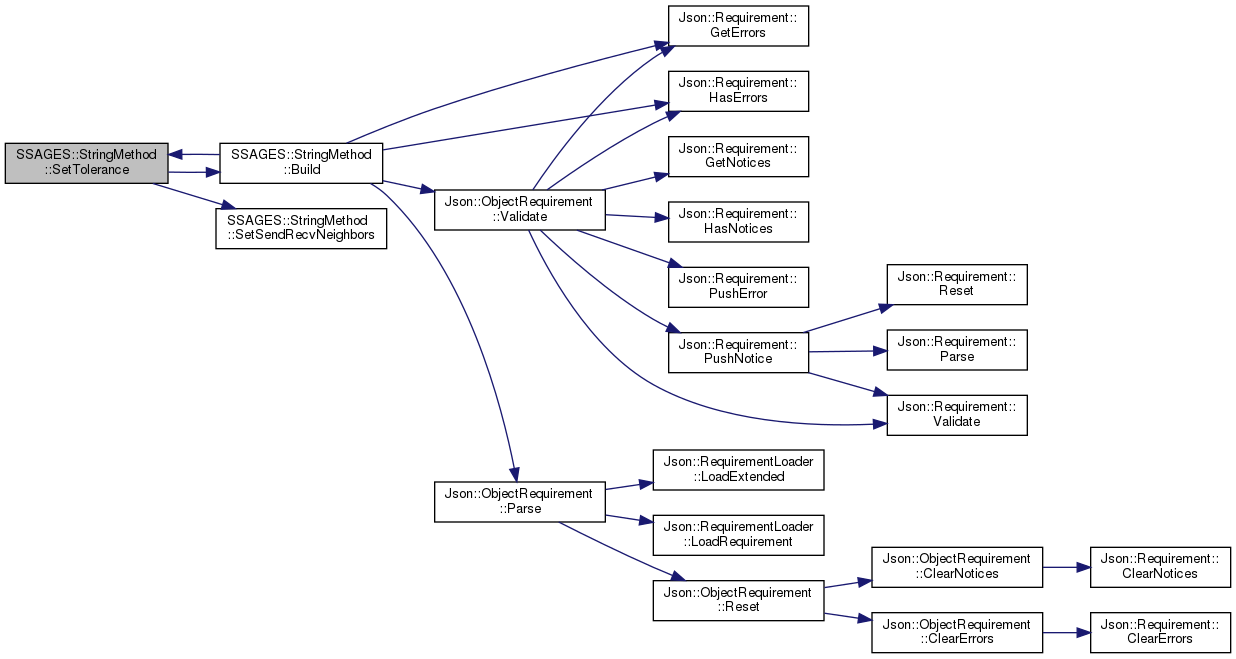 SSAGES::StringMethod
::SetTolerance
SSAGES::StringMethod
::Build
SSAGES::StringMethod
::SetSendRecvNeighbors
Json::ObjectRequirement
::Validate
Json::ObjectRequirement
::Parse
Json::Requirement::
GetErrors
Json::Requirement::
HasErrors
Json::Requirement::
GetNotices
Json::Requirement::
HasNotices
Json::Requirement::
PushError
Json::Requirement::
PushNotice
Json::RequirementLoader
::LoadExtended
Json::RequirementLoader
::LoadRequirement
Json::ObjectRequirement
::Reset
Json::Requirement::
Reset
Json::Requirement::
Parse
Json::Requirement::
Validate
Json::ObjectRequirement
::ClearNotices
Json::ObjectRequirement
::ClearErrors
Json::Requirement::
ClearNotices
Json::Requirement::
ClearErrors